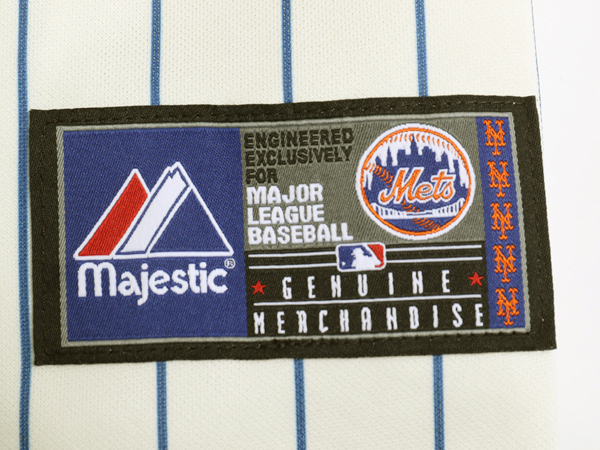 Majestic®
ENGINEERED
EXCLUSIVELY
FOR
MAJOR
LEAGUE
BASEBALL
Mets
GENUINE
MERCHANDISE
NY
NY
NY
NY
NY